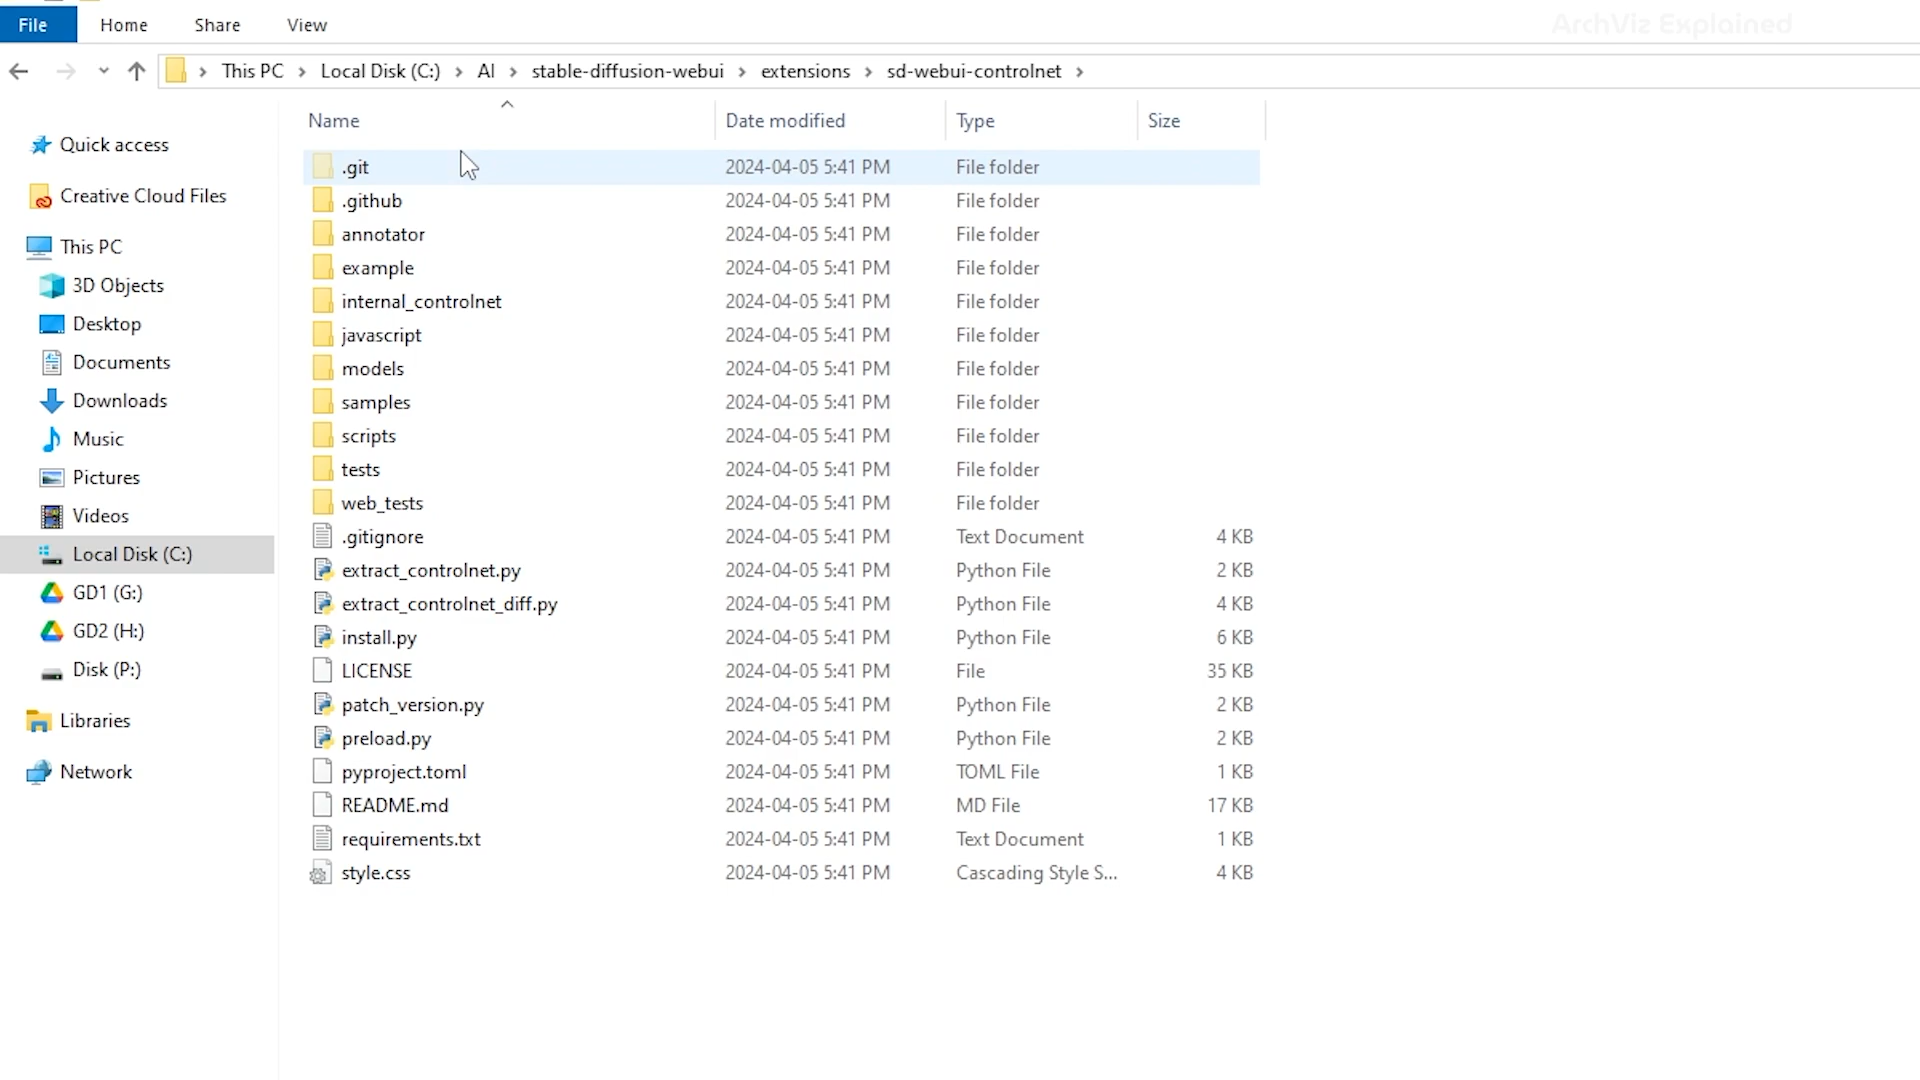 File Home Share View
ArchViz Explained
This PC Local Disk (C:) AI stable-diffusion-webui extensions sd-webui-controlnet
Name Date modified Type Size
Quick access
Creative Cloud Files
This PC
3D Objects
Desktop
Documents
Downloads
Music
Pictures
Videos
Local Disk (C:)
GD1 (G:)
GD2 (H:)
Disk (P:)
Libraries
Network
.git 2024-04-05 5:41 PM File folder
.github 2024-04-05 5:41 PM File folder
annotator 2024-04-05 5:41 PM File folder
example 2024-04-05 5:41 PM File folder
internal_controlnet 2024-04-05 5:41 PM File folder
javascript 2024-04-05 5:41 PM File folder
models 2024-04-05 5:41 PM File folder
samples 2024-04-05 5:41 PM File folder
scripts 2024-04-05 5:41 PM File folder
tests 2024-04-05 5:41 PM File folder
web_tests 2024-04-05 5:41 PM File folder
.gitignore 2024-04-05 5:41 PM Text Document 4 KB
extract_controlnet.py 2024-04-05 5:41 PM Python File 2 KB
extract_controlnet_diff.py 2024-04-05 5:41 PM Python File 4 KB
install.py 2024-04-05 5:41 PM Python File 6 KB
LICENSE 2024-04-05 5:41 PM File 35 KB
patch_version.py 2024-04-05 5:41 PM Python File 2 KB
preload.py 2024-04-05 5:41 PM Python File 2 KB
pyproject.toml 2024-04-05 5:41 PM TOML File 1 KB
README.md 2024-04-05 5:41 PM MD File 17 KB
requirements.txt 2024-04-05 5:41 PM Text Document 1 KB
style.css 2024-04-05 5:41 PM Cascading Style S... 4 KB